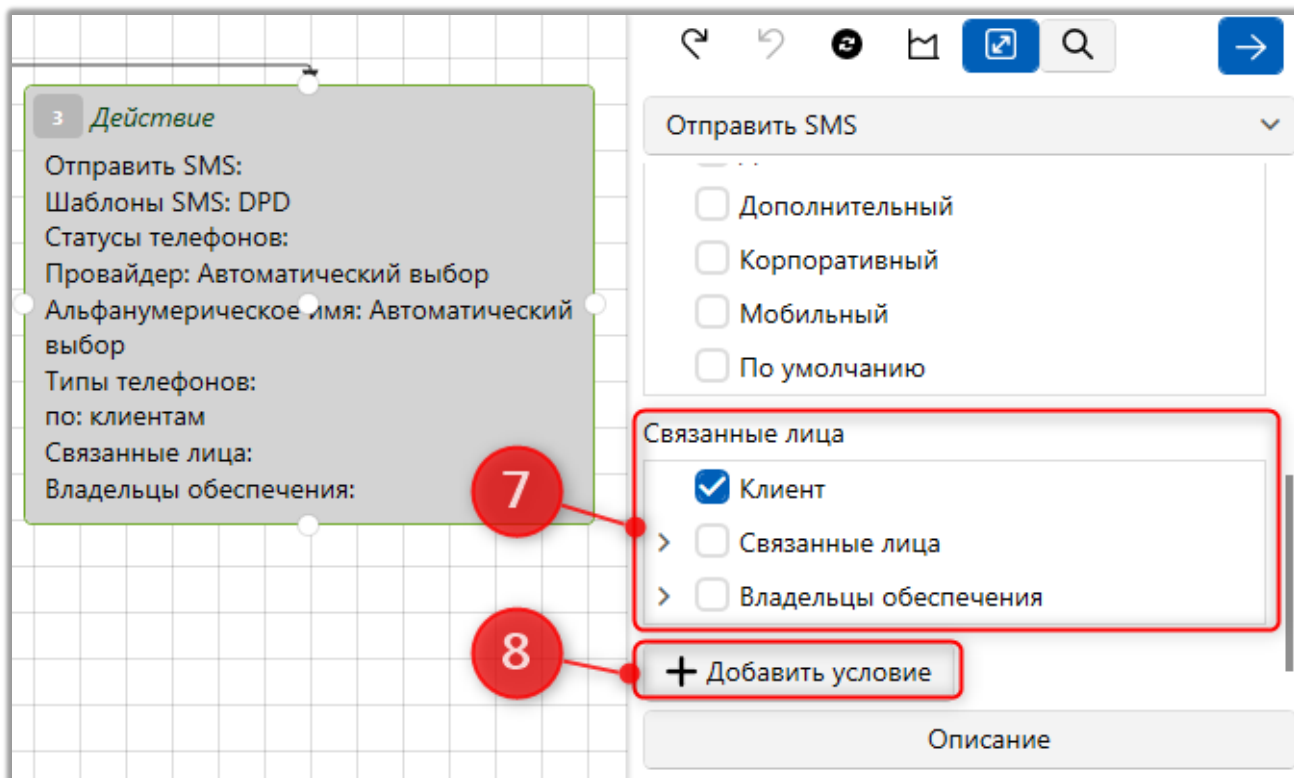 3 Действие
Отправить SMS:
Шаблоны SMS: DPD
Статусы телефонов:
Провайдер: Автоматический выбор
Альфанумерическое имя: Автоматический
выбор
Типы телефонов:
по: клиентам
Связанные лица:
Владельцы обеспечения:
7
8
Отправить SMS
Дополнительный
Корпоративный
Мобильный
По умолчанию
Связанные лица
Клиент
Связанные лица
Владельцы обеспечения
Добавить условие
Описание